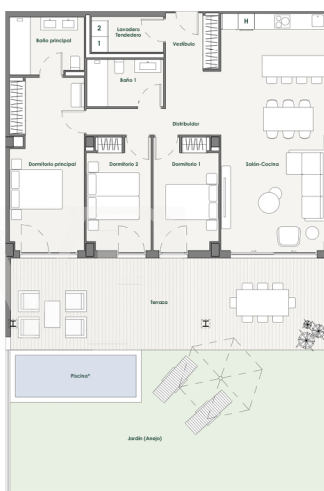 2
1
Lavadero
Tendedero
H
Baño principal
Vestíbulo
Baño 1
Distribuidor
Dormitorio principal
Dormitorio 2
Dormitorio 1
Salón-Cocina
Terraza
Piscina*
Jardín (Anejo)